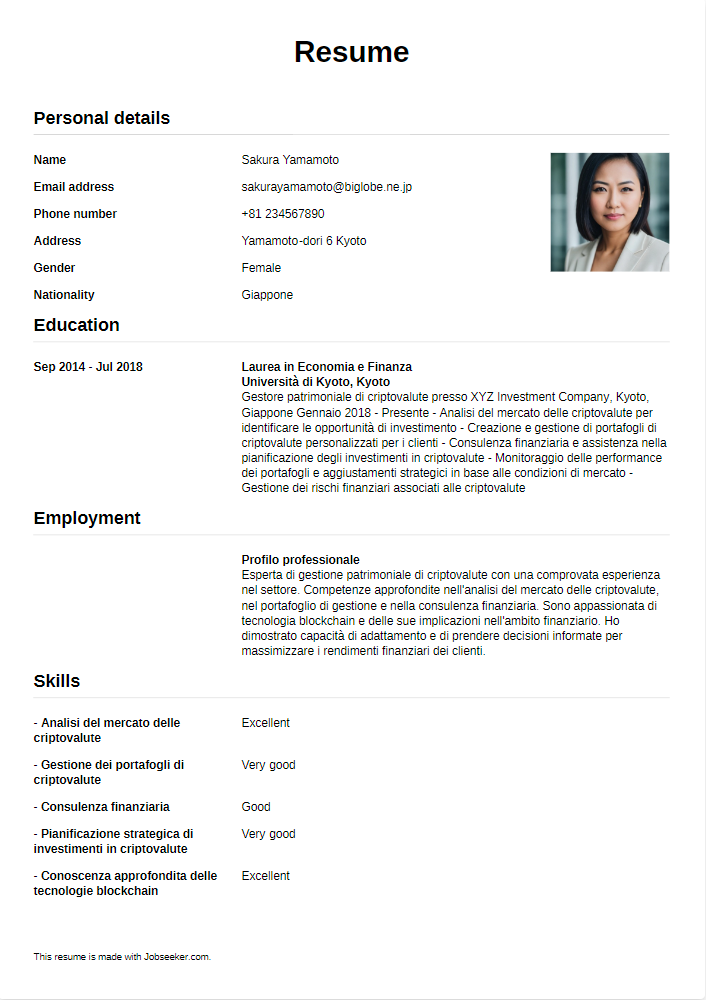 Resume
Personal details
Name Sakura Yamamoto
Email address sakurayamamoto@biglobe.ne.jp
Phone number +81 234567890
Address Yamamoto-dori 6 Kyoto
Gender Female
Nationality Giappone
Education
Sep 2014 - Jul 2018 Laurea in Economia e Finanza
Università di Kyoto, Kyoto
Gestore patrimoniale di criptovalute presso XYZ Investment Company, Kyoto,
Giappone Gennaio 2018 - Presente - Analisi del mercato delle criptovalute per
identificare le opportunità di investimento - Creazione e gestione di portafogli di
criptovalute personalizzati per i clienti - Consulenza finanziaria e assistenza nella
pianificazione degli investimenti in criptovalute - Monitoraggio delle performance
dei portafogli e aggiustamenti strategici in base alle condizioni di mercato -
Gestione dei rischi finanziari associati alle criptovalute
Employment
Profilo professionale
Esperta di gestione patrimoniale di criptovalute con una comprovata esperienza
nel settore. Competenze approfondite nell'analisi del mercato delle criptovalute,
nel portafoglio di gestione e nella consulenza finanziaria. Sono appassionata di
tecnologia blockchain e delle sue implicazioni nell'ambito finanziario. Ho
dimostrato capacità di adattamento e di prendere decisioni informate per
massimizzare i rendimenti finanziari dei clienti.
Skills
- Analisi del mercato delle Excellent
criptovalute
- Gestione dei portafogli di Very good
criptovalute
- Consulenza finanziaria Good
- Pianificazione strategica di Very good
investimenti in criptovalute
- Conoscenza approfondita delle Excellent
tecnologie blockchain
This resume is made with Jobseeker.com.